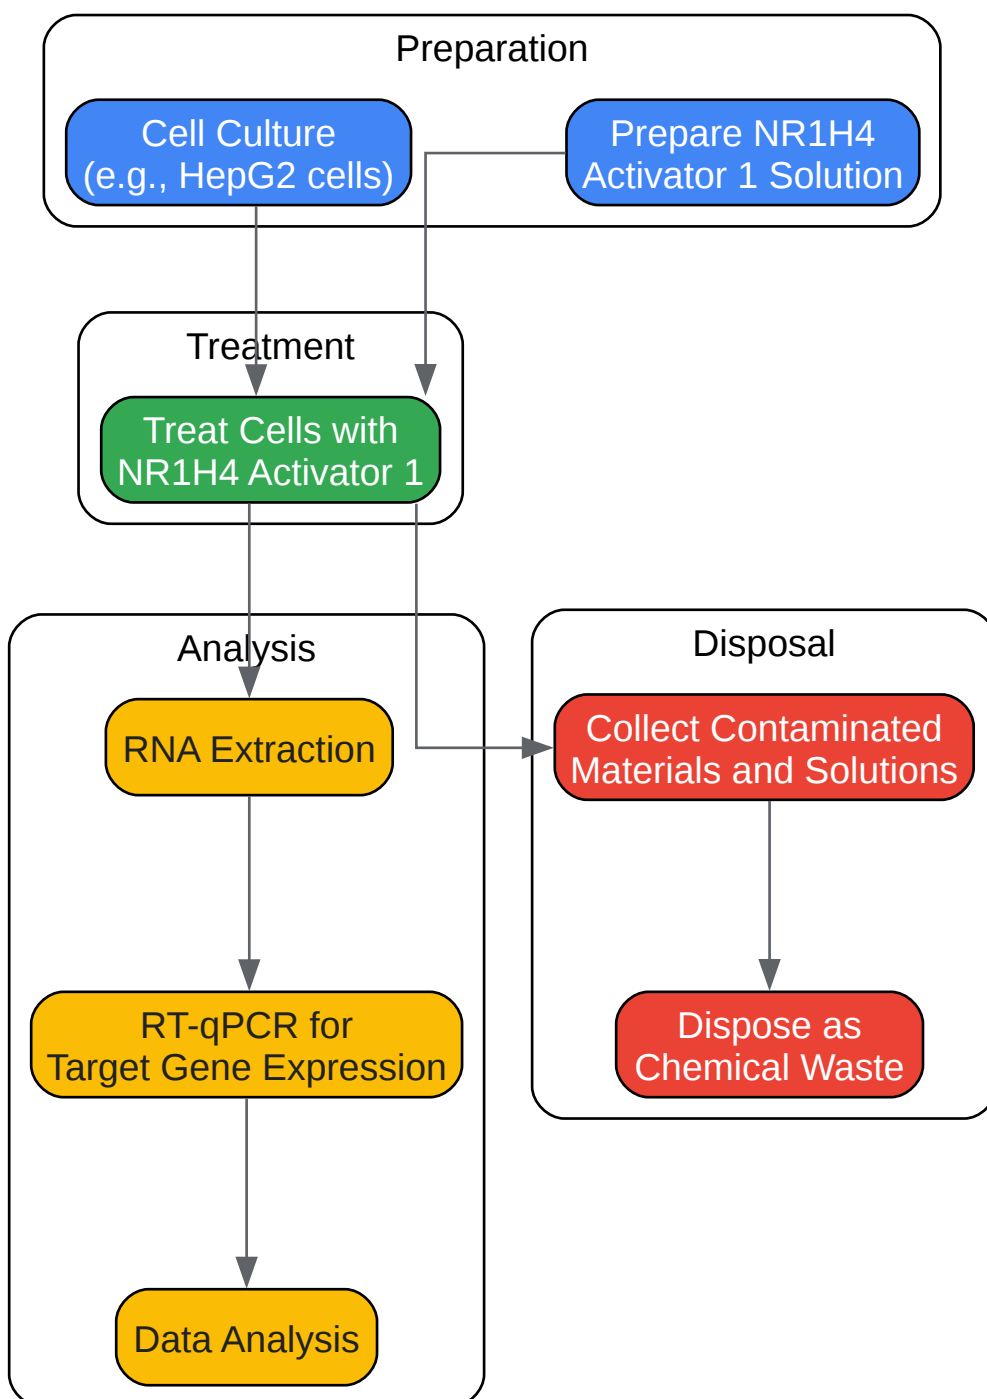 Preparation
Cell Culture
(e.g., HepG2 cells)
Prepare NR1H4
Activator 1 Solution
Treatment
Treat Cells with
NR1H4 Activator 1
Analysis
RNA Extraction
RT-qPCR for
Target Gene Expression
Data Analysis
Disposal
Collect Contaminated
Materials and Solutions
Dispose as
Chemical Waste